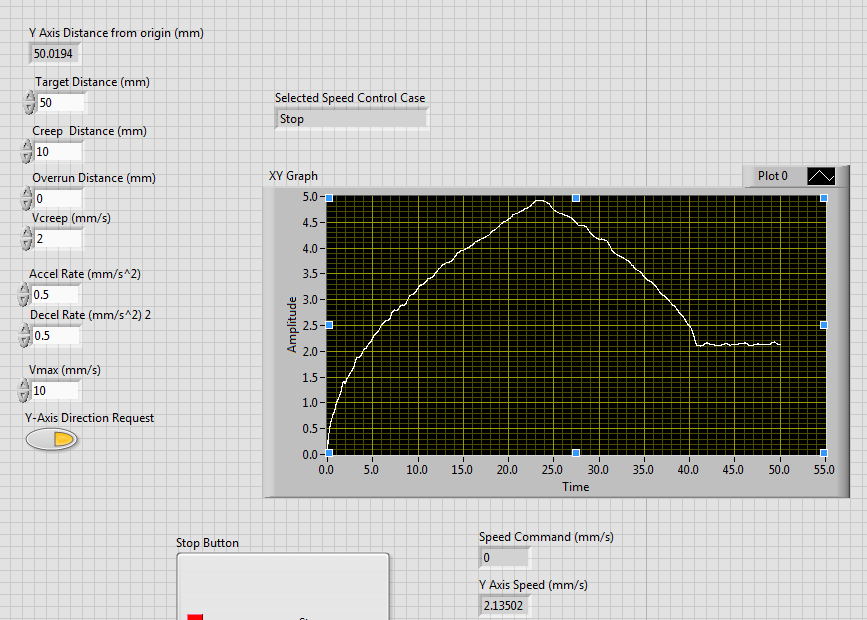 Y Axis Distance from origin (mm)
50.0194
Target Distance (mm)
50
Creep  Distance (mm)
10
Overrun Distance (mm)
0
Vcreep (mm/s)
2
Accel Rate (mm/s^2)
0.5
Decel Rate (mm/s^2) 2
0.5
Vmax (mm/s)
10
Y-Axis Direction Request
Selected Speed Control Case
Stop
XY Graph
Plot 0
5.0
4.5
4.0
3.5
3.0
2.5
2.0
1.5
1.0
0.5
0.0
Amplitude
0.0 5.0 10.0 15.0 20.0 25.0 30.0 35.0 40.0 45.0 50.0 55.0
Time
Stop Button
Speed Command (mm/s)
0
Y Axis Speed (mm/s)
2.13502